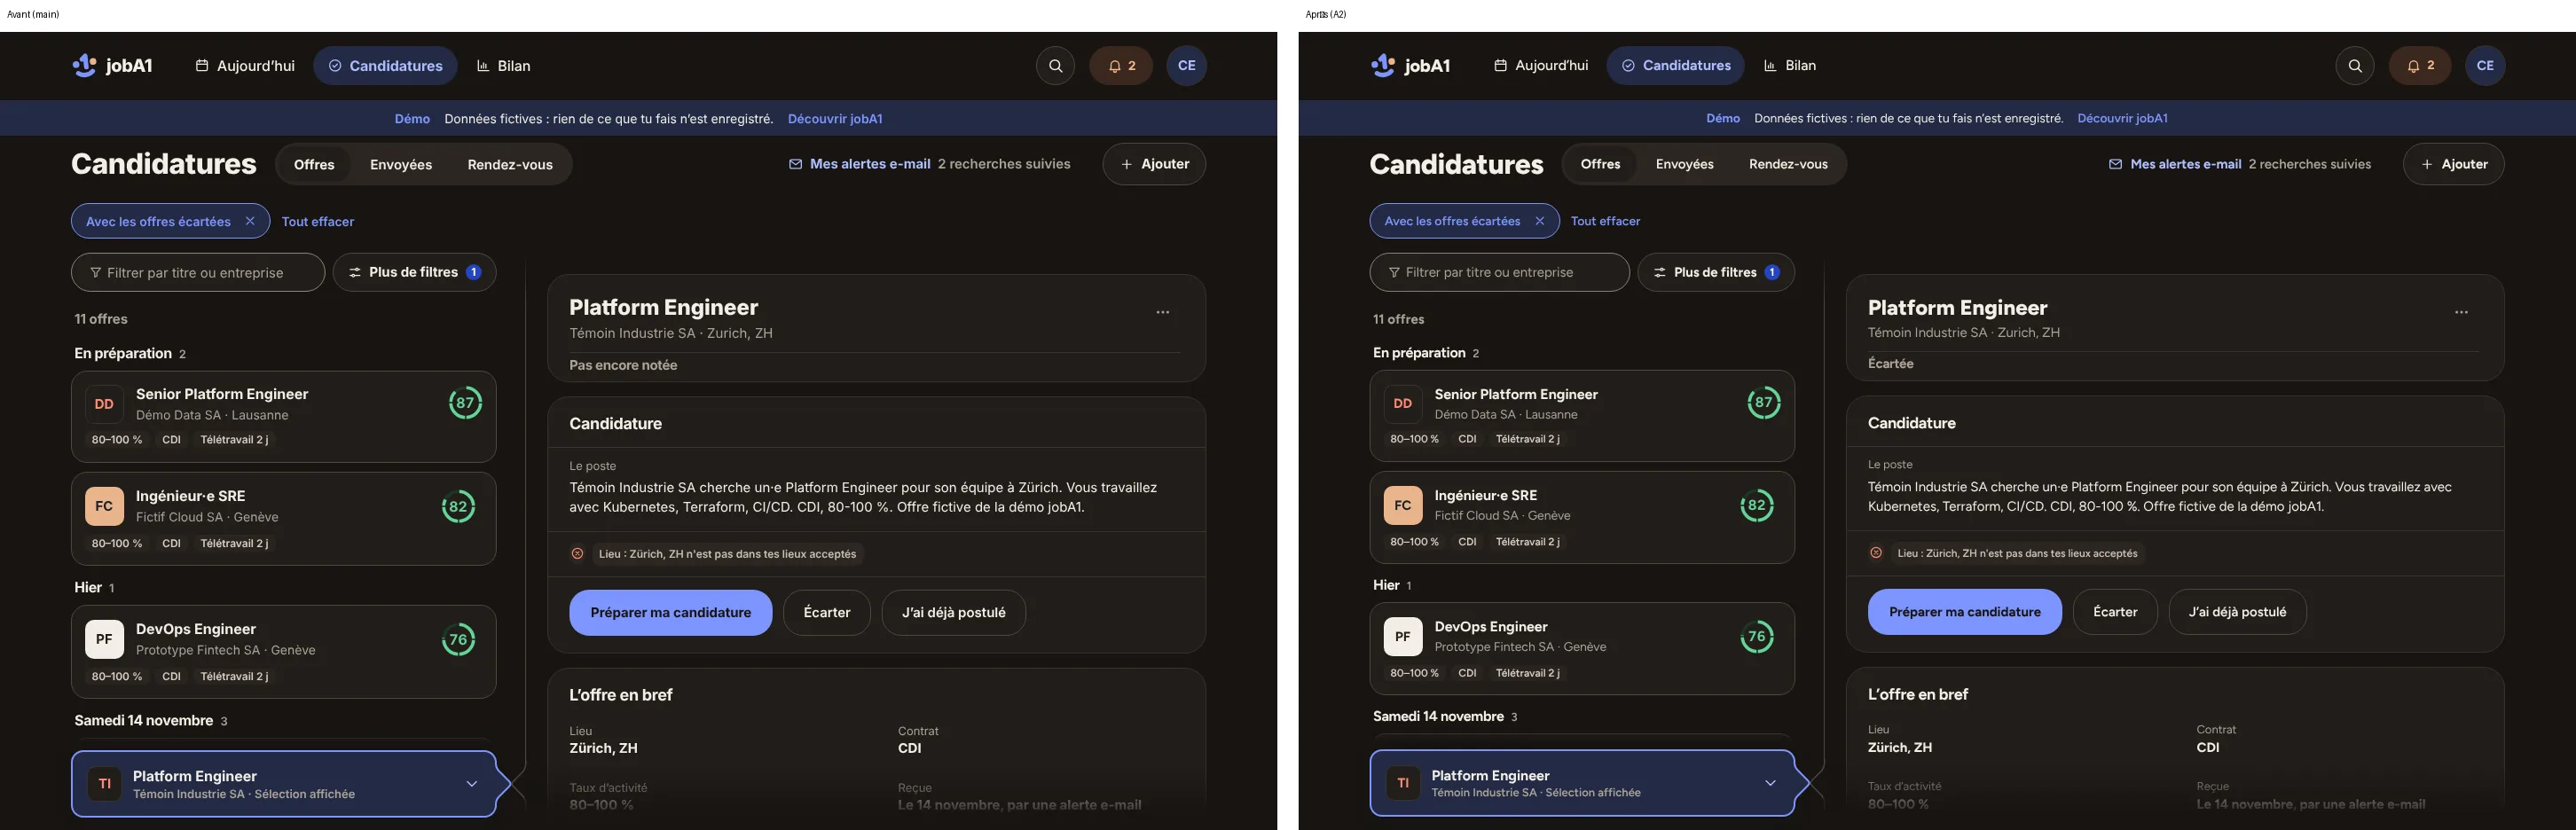 Avant (main)
jobA1
Aujourd’hui
Candidatures
Bilan
2
CE
Démo Données fictives : rien de ce que tu fais n’est enregistré. Découvrir jobA1
Candidatures
Offres
Envoyées
Rendez-vous
Mes alertes e-mail 2 recherches suivies
+ Ajouter
Avec les offres écartées ×
Tout effacer
Filtrer par titre ou entreprise
Plus de filtres 1
11 offres
En préparation 2
DD
Senior Platform Engineer
Démo Data SA · Lausanne
87
80–100 % CDI Télétravail 2 j
FC
Ingénieur·e SRE
Fictif Cloud SA · Genève
82
80–100 % CDI Télétravail 2 j
Hier 1
PF
DevOps Engineer
Prototype Fintech SA · Genève
76
80–100 % CDI Télétravail 2 j
Samedi 14 novembre 3
TI
Platform Engineer
Témoin Industrie SA · Sélection affichée
Platform Engineer
Témoin Industrie SA · Zurich, ZH
Pas encore notée
Candidature
Le poste
Témoin Industrie SA cherche un·e Platform Engineer pour son équipe à Zürich. Vous travaillez
avec Kubernetes, Terraform, CI/CD. CDI, 80-100 %. Offre fictive de la démo jobA1.
Lieu : Zürich, ZH n'est pas dans tes lieux acceptés
Préparer ma candidature
Écarter
J’ai déjà postulé
L’offre en bref
Lieu
Zürich, ZH
Contrat
CDI
Taux d’activité
80–100 %
Reçue
Le 14 novembre, par une alerte e-mail
Après (A2)
jobA1
Aujourd’hui
Candidatures
Bilan
2
CE
Démo Données fictives : rien de ce que tu fais n’est enregistré. Découvrir jobA1
Candidatures
Offres
Envoyées
Rendez-vous
Mes alertes e-mail 2 recherches suivies
+ Ajouter
Avec les offres écartées ×
Tout effacer
Filtrer par titre ou entreprise
Plus de filtres 1
11 offres
En préparation 2
DD
Senior Platform Engineer
Démo Data SA · Lausanne
87
80–100 % CDI Télétravail 2 j
FC
Ingénieur·e SRE
Fictif Cloud SA · Genève
82
80–100 % CDI Télétravail 2 j
Hier 1
PF
DevOps Engineer
Prototype Fintech SA · Genève
76
80–100 % CDI Télétravail 2 j
Samedi 14 novembre 3
TI
Platform Engineer
Témoin Industrie SA · Sélection affichée
Platform Engineer
Témoin Industrie SA · Zurich, ZH
Écartée
Candidature
Le poste
Témoin Industrie SA cherche un·e Platform Engineer pour son équipe à Zürich. Vous travaillez avec
Kubernetes, Terraform, CI/CD. CDI, 80-100 %. Offre fictive de la démo jobA1.
Lieu : Zürich, ZH n'est pas dans tes lieux acceptés
Préparer ma candidature
Écarter
J’ai déjà postulé
L’offre en bref
Lieu
Zürich, ZH
Contrat
CDI
Taux d’activité
80–100 %
Reçue
Le 14 novembre, par une alerte e-mail